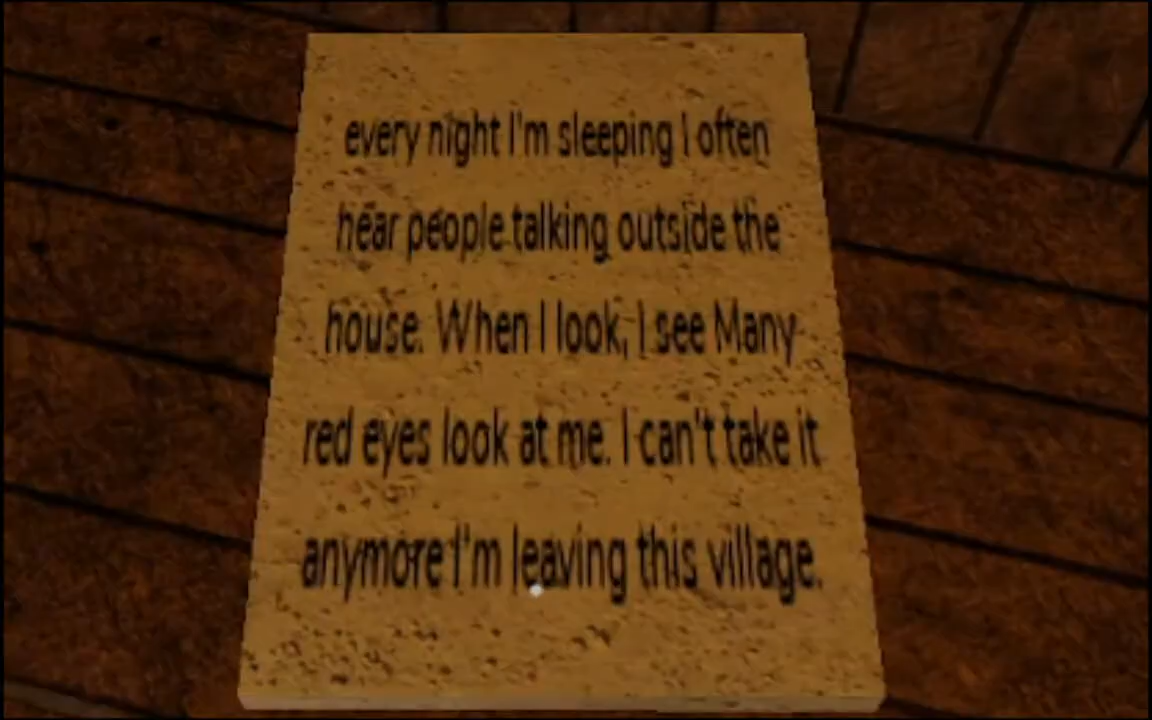 every night I'm sleeping I often
hear people talking outside the
house. When I look, I see Many
red eyes look at me. I can't take it
anymore I'm leaving this village.